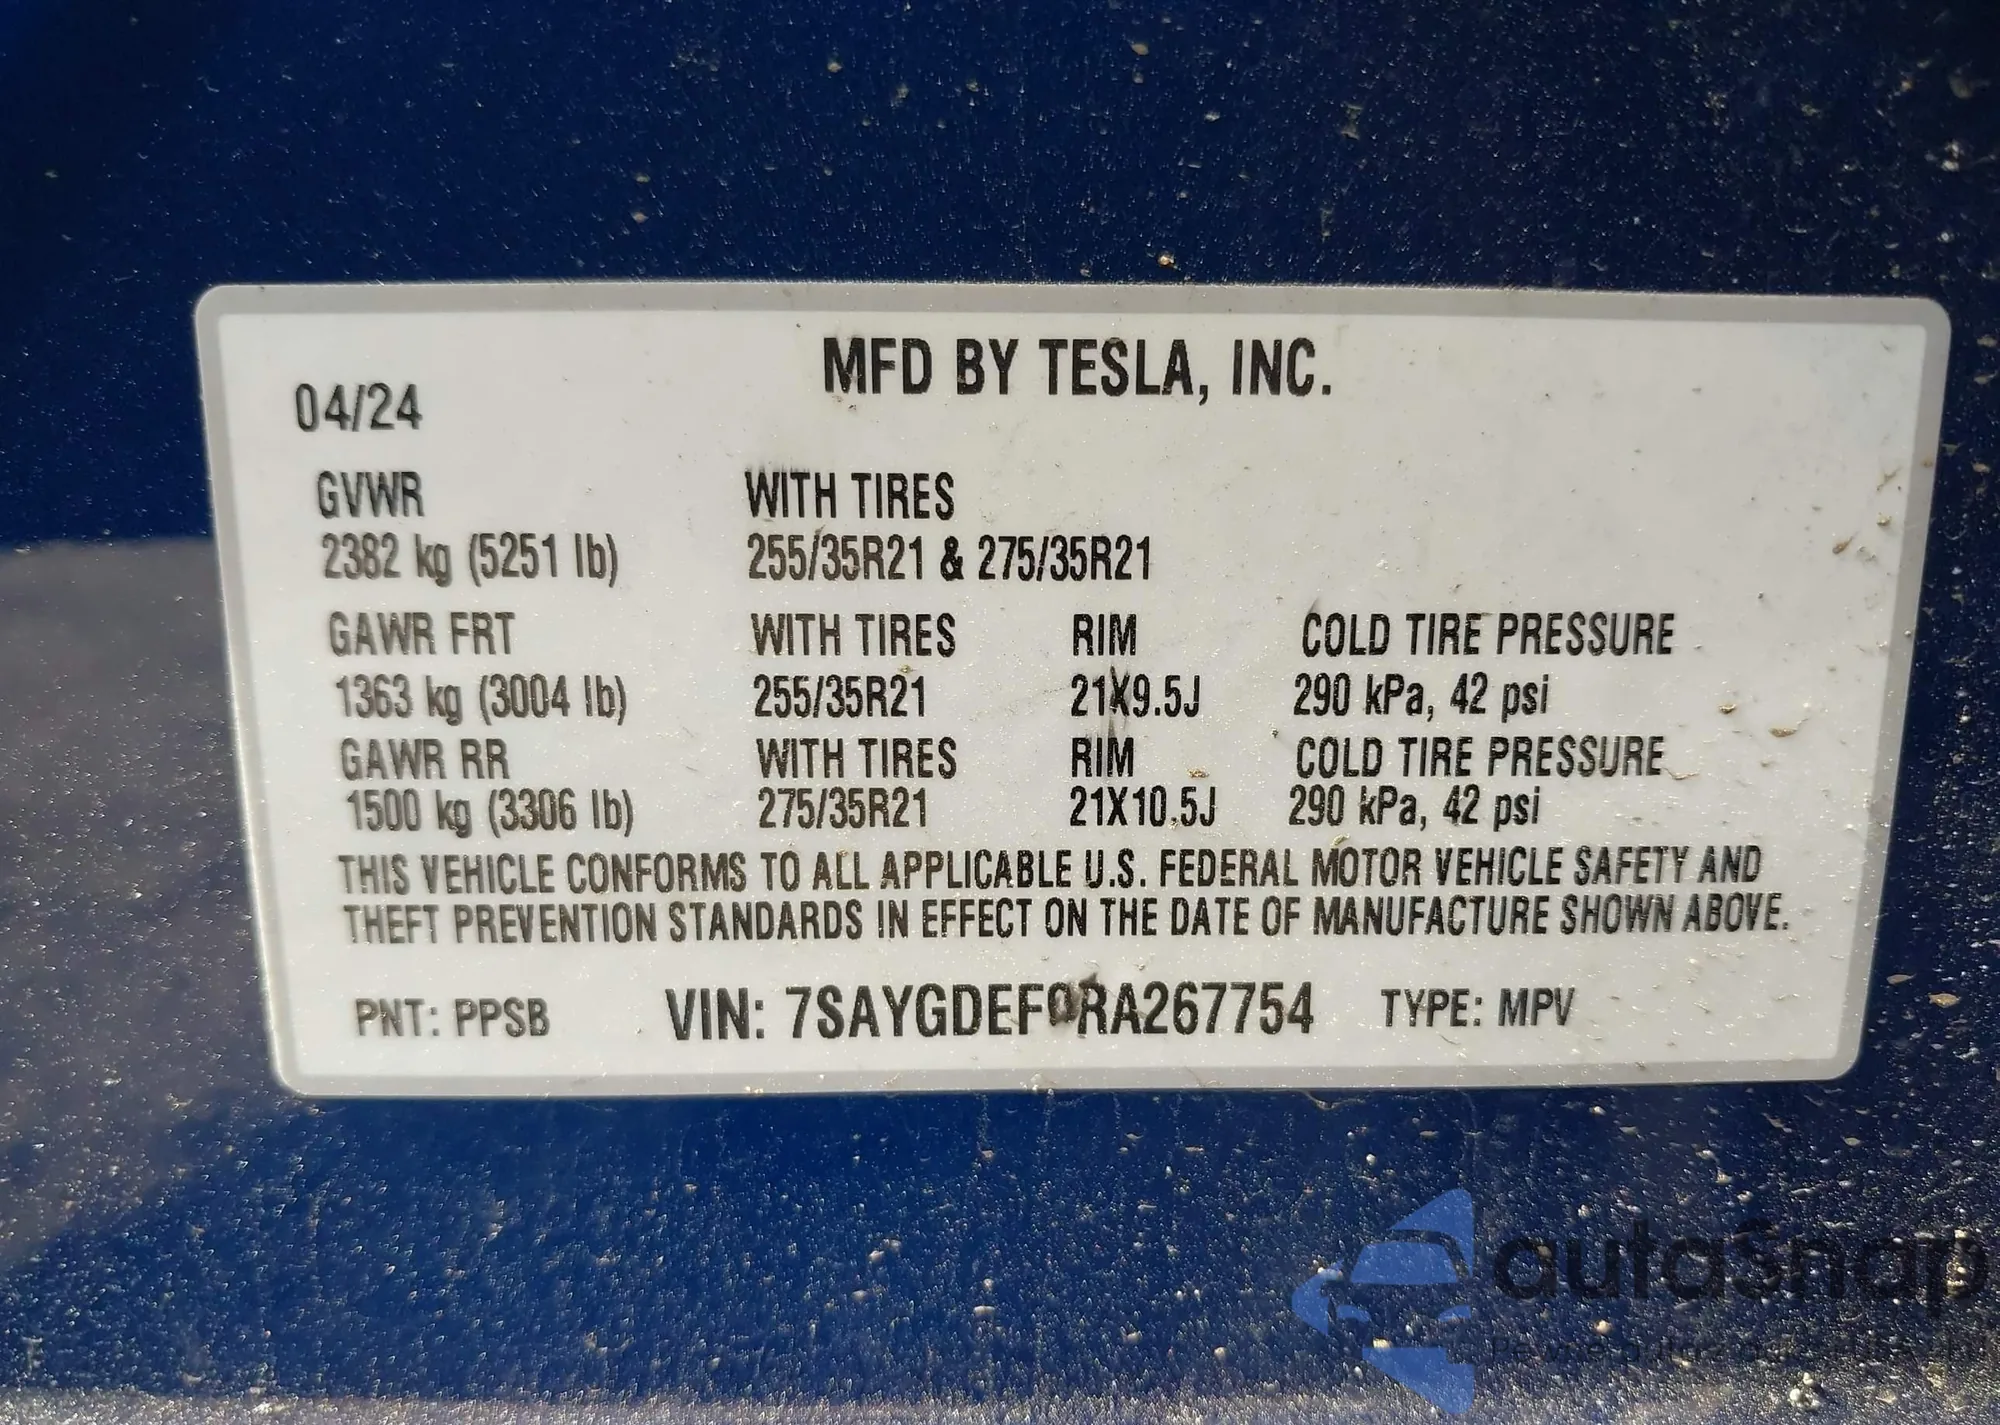 MFD BY TESLA, INC.
04/24
GVWR WITH TIRES
2382 kg (5251 lb) 255/35R21 & 275/35R21
GAWR FRT WITH TIRES RIM COLD TIRE PRESSURE
1363 kg (3004 lb) 255/35R21 21X9.5J 290 kPa, 42 psi
GAWR RR WITH TIRES RIM COLD TIRE PRESSURE
1500 kg (3306 lb) 275/35R21 21X10.5J 290 kPa, 42 psi
THIS VEHICLE CONFORMS TO ALL APPLICABLE U.S. FEDERAL MOTOR VEHICLE SAFETY AND
THEFT PREVENTION STANDARDS IN EFFECT ON THE DATE OF MANUFACTURE SHOWN ABOVE.
PNT: PPSB VIN: 7SAYGDEF0RA267754 TYPE: MPV
autasnap